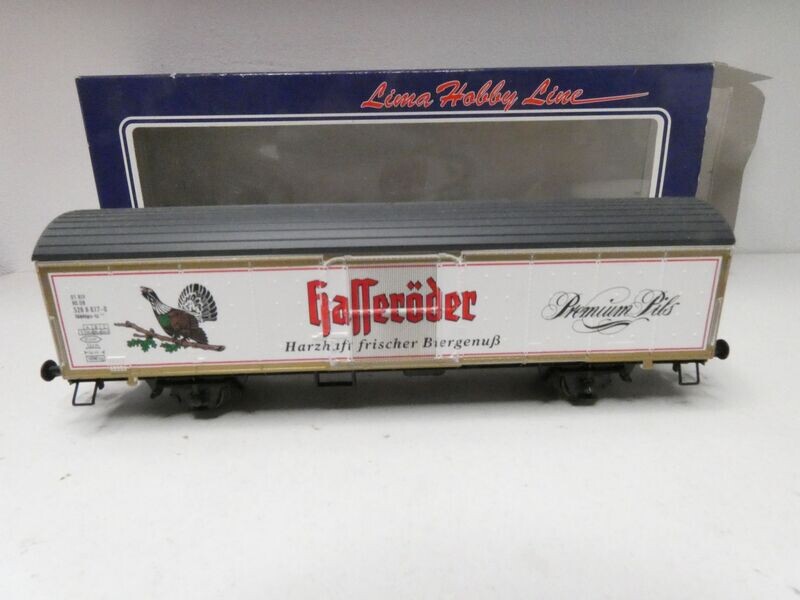 Lima Hobby Line
Hasseröder
Premium Pils
Harzhaft frischer Biergenuß